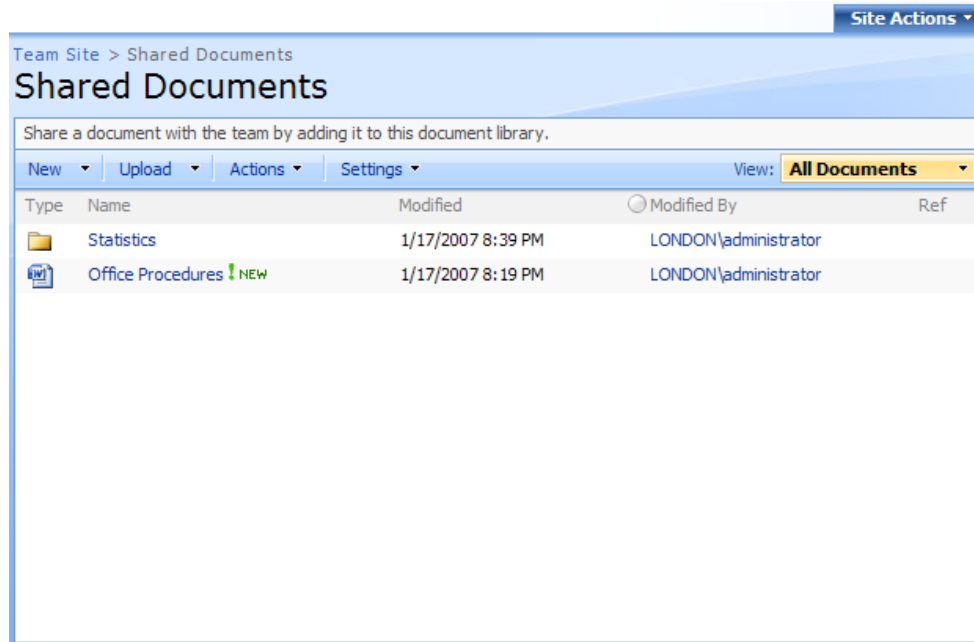 Site Actions
Team Site > Shared Documents
Shared Documents
Share a document with the team by adding it to this document library.
New Upload Actions Settings View: All Documents
Type Name Modified Modified By Ref
Statistics 1/17/2007 8:39 PM LONDON\administrator
Office Procedures ! NEW 1/17/2007 8:19 PM LONDON\administrator